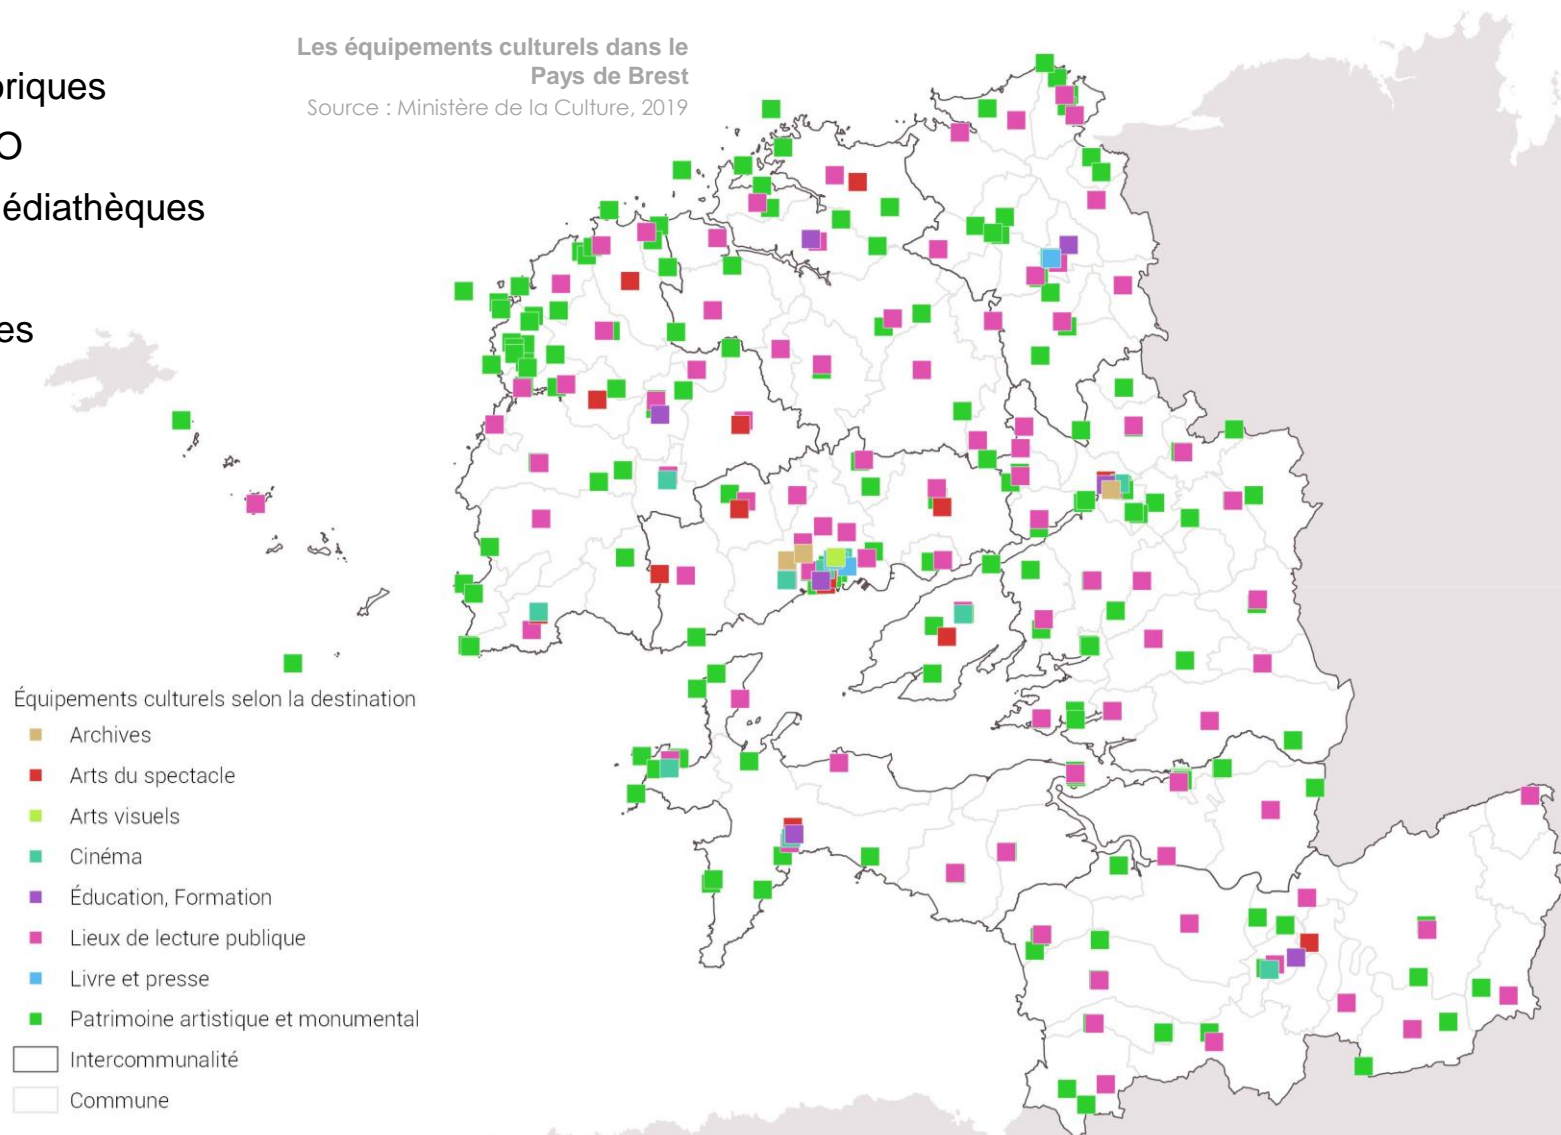 oriques
O
édiathèques
es
Les équipements culturels dans le
Pays de Brest
Source : Ministère de la Culture, 2019
Équipements culturels selon la destination
Archives
Arts du spectacle
Arts visuels
Cinéma
Éducation, Formation
Lieux de lecture publique
Livre et presse
Patrimoine artistique et monumental
Intercommunalité
Commune